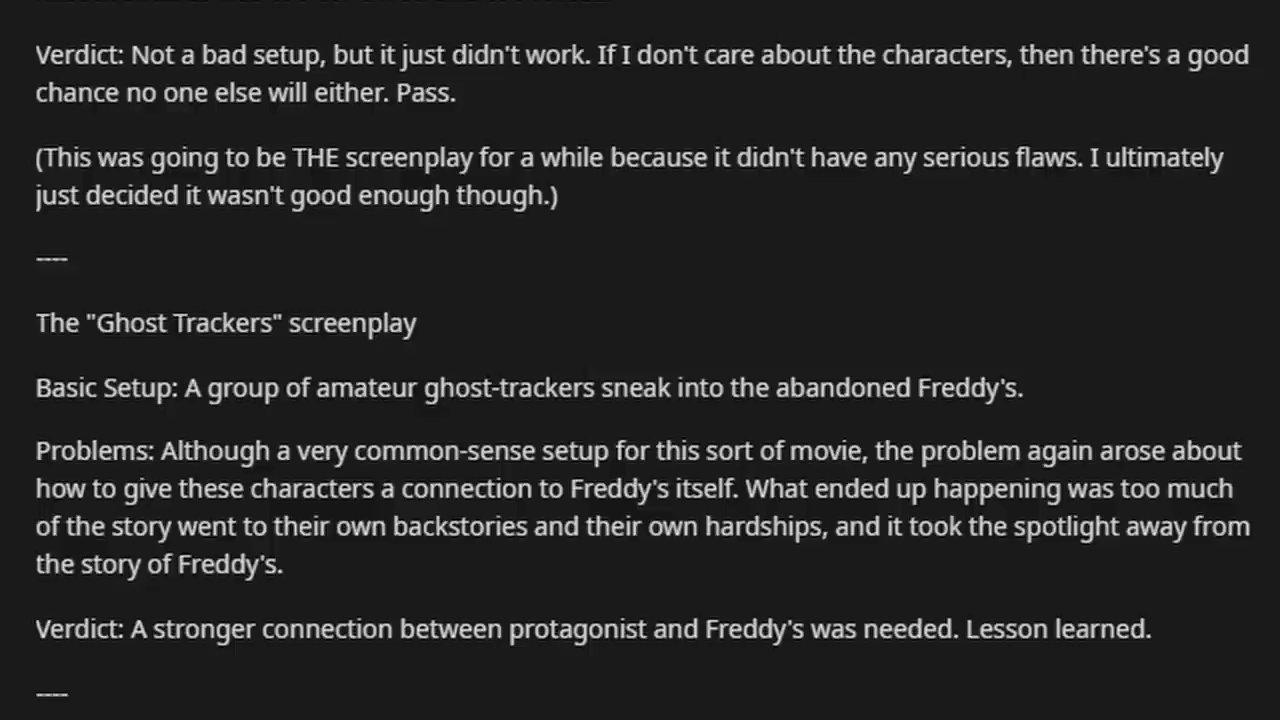 Verdict: Not a bad setup, but it just didn't work. If I don't care about the characters, then there's a good
chance no one else will either. Pass.
(This was going to be THE screenplay for a while because it didn't have any serious flaws. I ultimately
just decided it wasn't good enough though.)
----
The "Ghost Trackers" screenplay
Basic Setup: A group of amateur ghost-trackers sneak into the abandoned Freddy's.
Problems: Although a very common-sense setup for this sort of movie, the problem again arose about
how to give these characters a connection to Freddy's itself. What ended up happening was too much
of the story went to their own backstories and their own hardships, and it took the spotlight away from
the story of Freddy's.
Verdict: A stronger connection between protagonist and Freddy's was needed. Lesson learned.
----